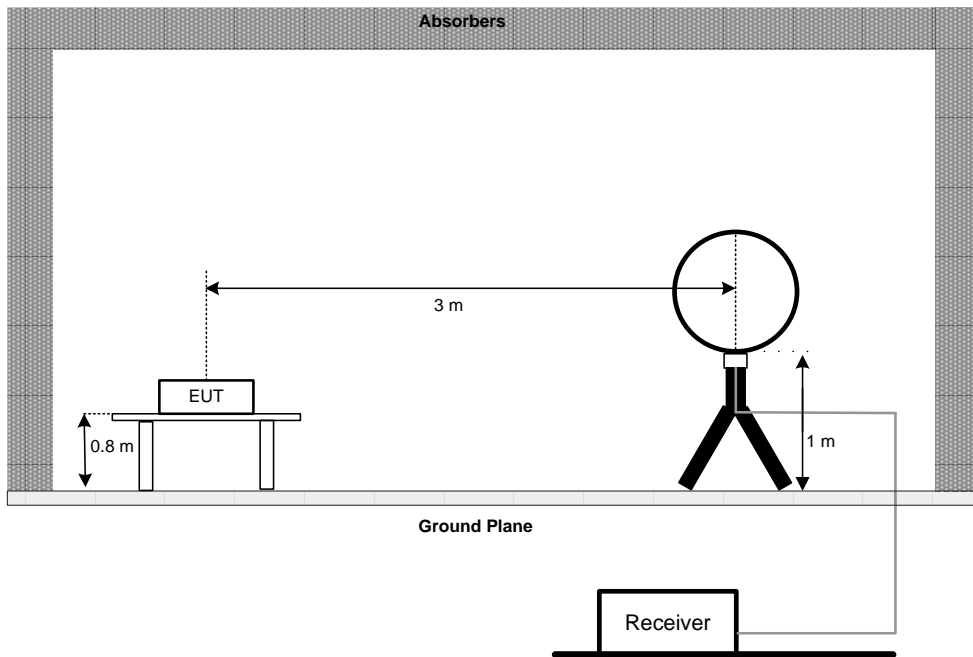 Absorbers
3 m
EUT
0.8 m
1 m
Ground Plane
Receiver